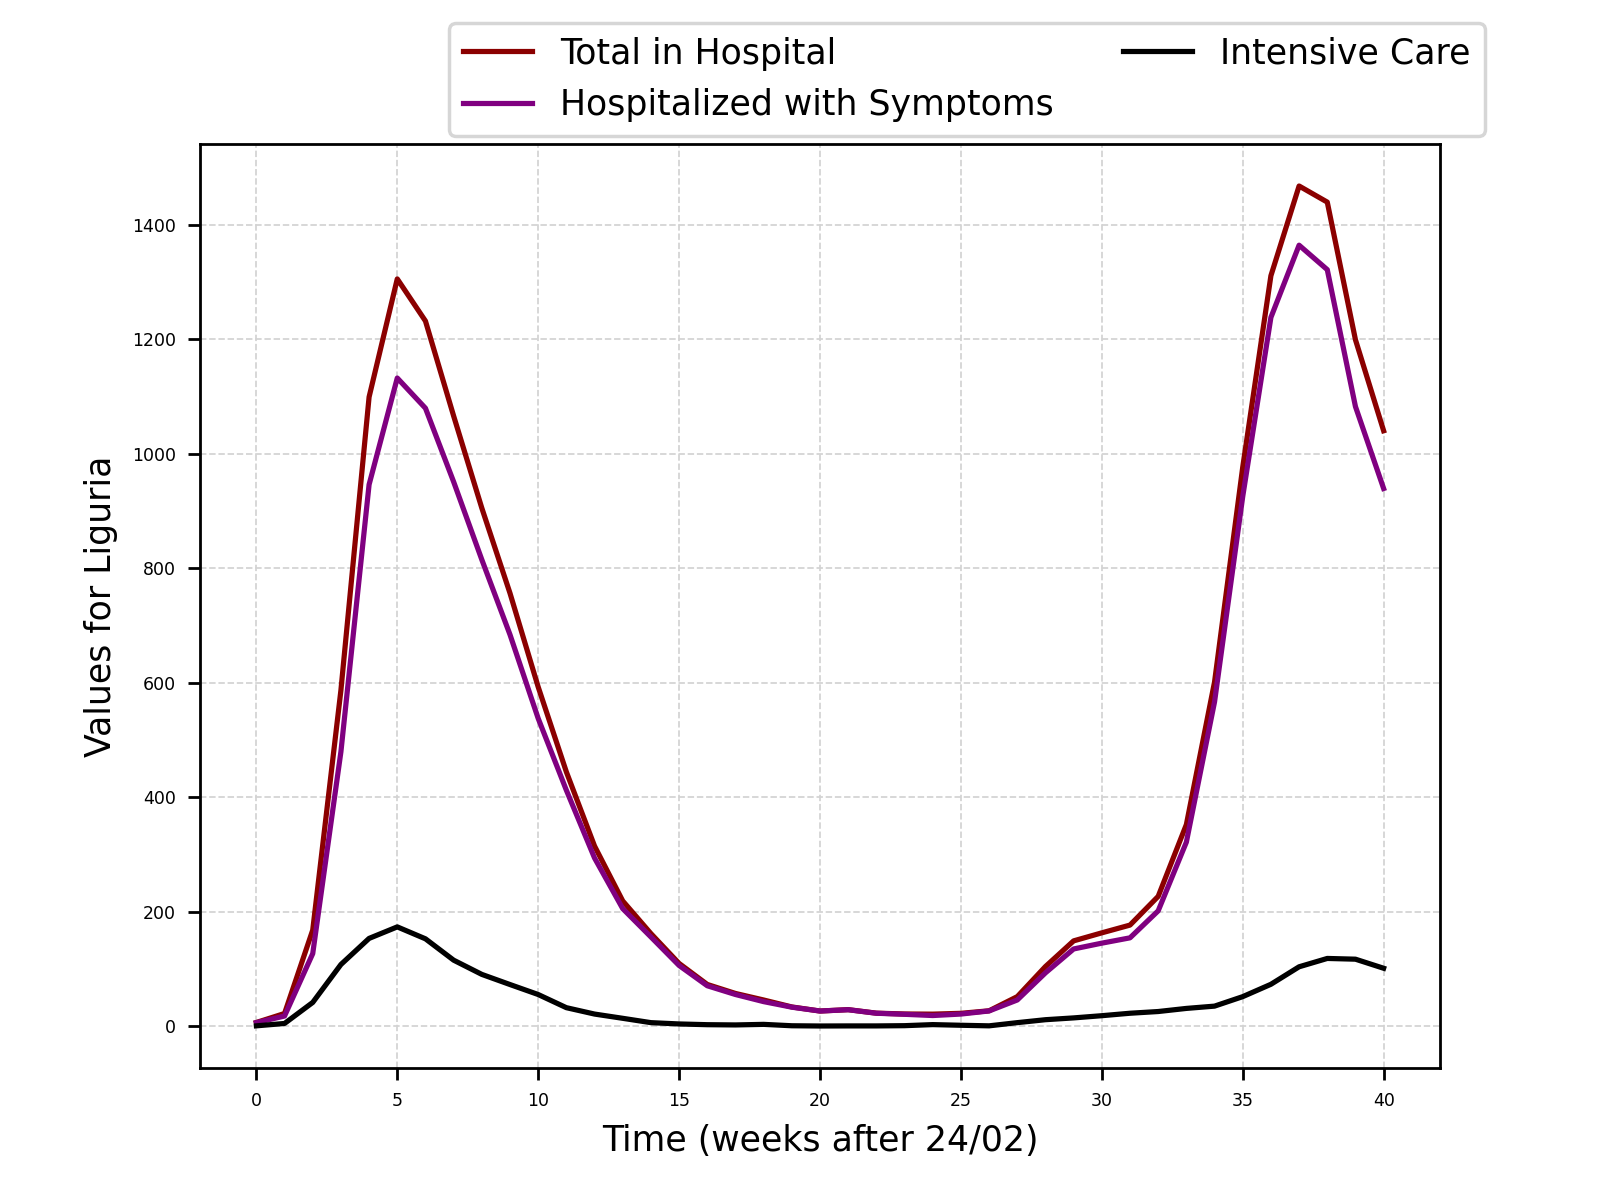 Total in Hospital
Hospitalized with Symptoms
Intensive Care
Values for Liguria
1400
1200
1000
800
600
400
200
0
0 5 10 15 20 25 30 35 40
Time (weeks after 24/02)